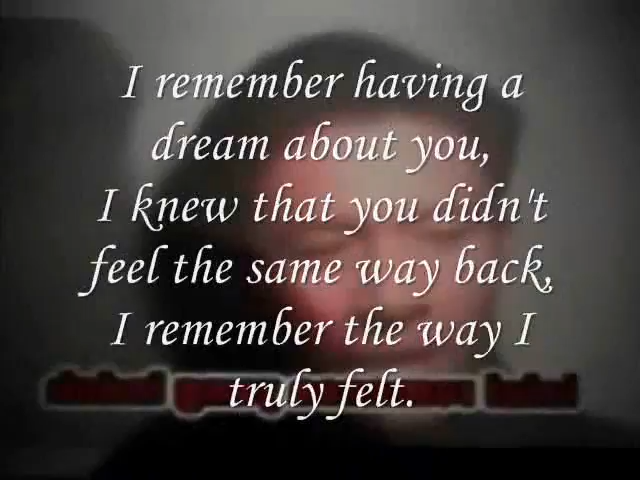 I remember having a
dream about you,
I knew that you didn't
feel the same way back,
I remember the way I
truly felt.